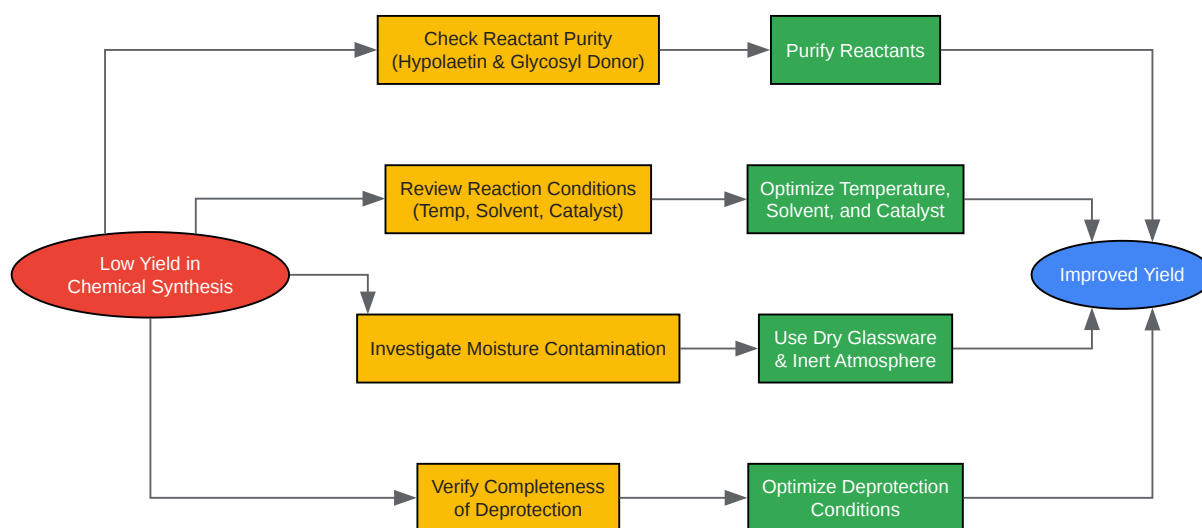 Check Reactant Purity
(Hypolaetin & Glycosyl Donor)
Purify Reactants
Review Reaction Conditions
(Temp, Solvent, Catalyst)
Optimize Temperature,
Solvent, and Catalyst
Low Yield in
Chemical Synthesis
Improved Yield
Investigate Moisture Contamination
Use Dry Glassware
& Inert Atmosphere
Verify Completeness
of Deprotection
Optimize Deprotection
Conditions